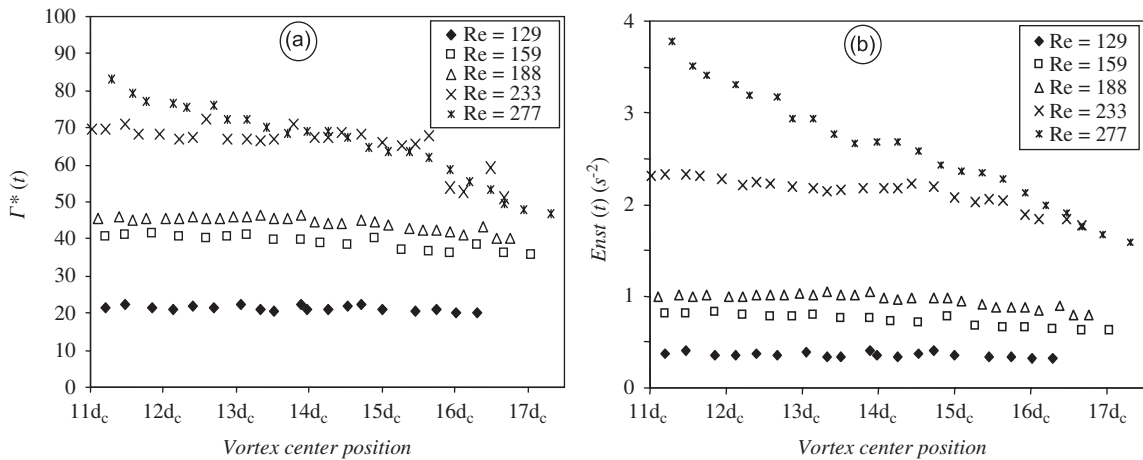 (a)
100
90
80
70
60
50
40
30
20
10
0
Γ* (t)
Re = 129
Re = 159
Re = 188
Re = 233
Re = 277
11d_c 12d_c 13d_c 14d_c 15d_c 16d_c 17d_c
Vortex center position
(b)
4
3
2
1
0
Enst (t) (s⁻²)
Re = 129
Re = 159
Re = 188
Re = 233
Re = 277
11d_c 12d_c 13d_c 14d_c 15d_c 16d_c 17d_c
Vortex center position